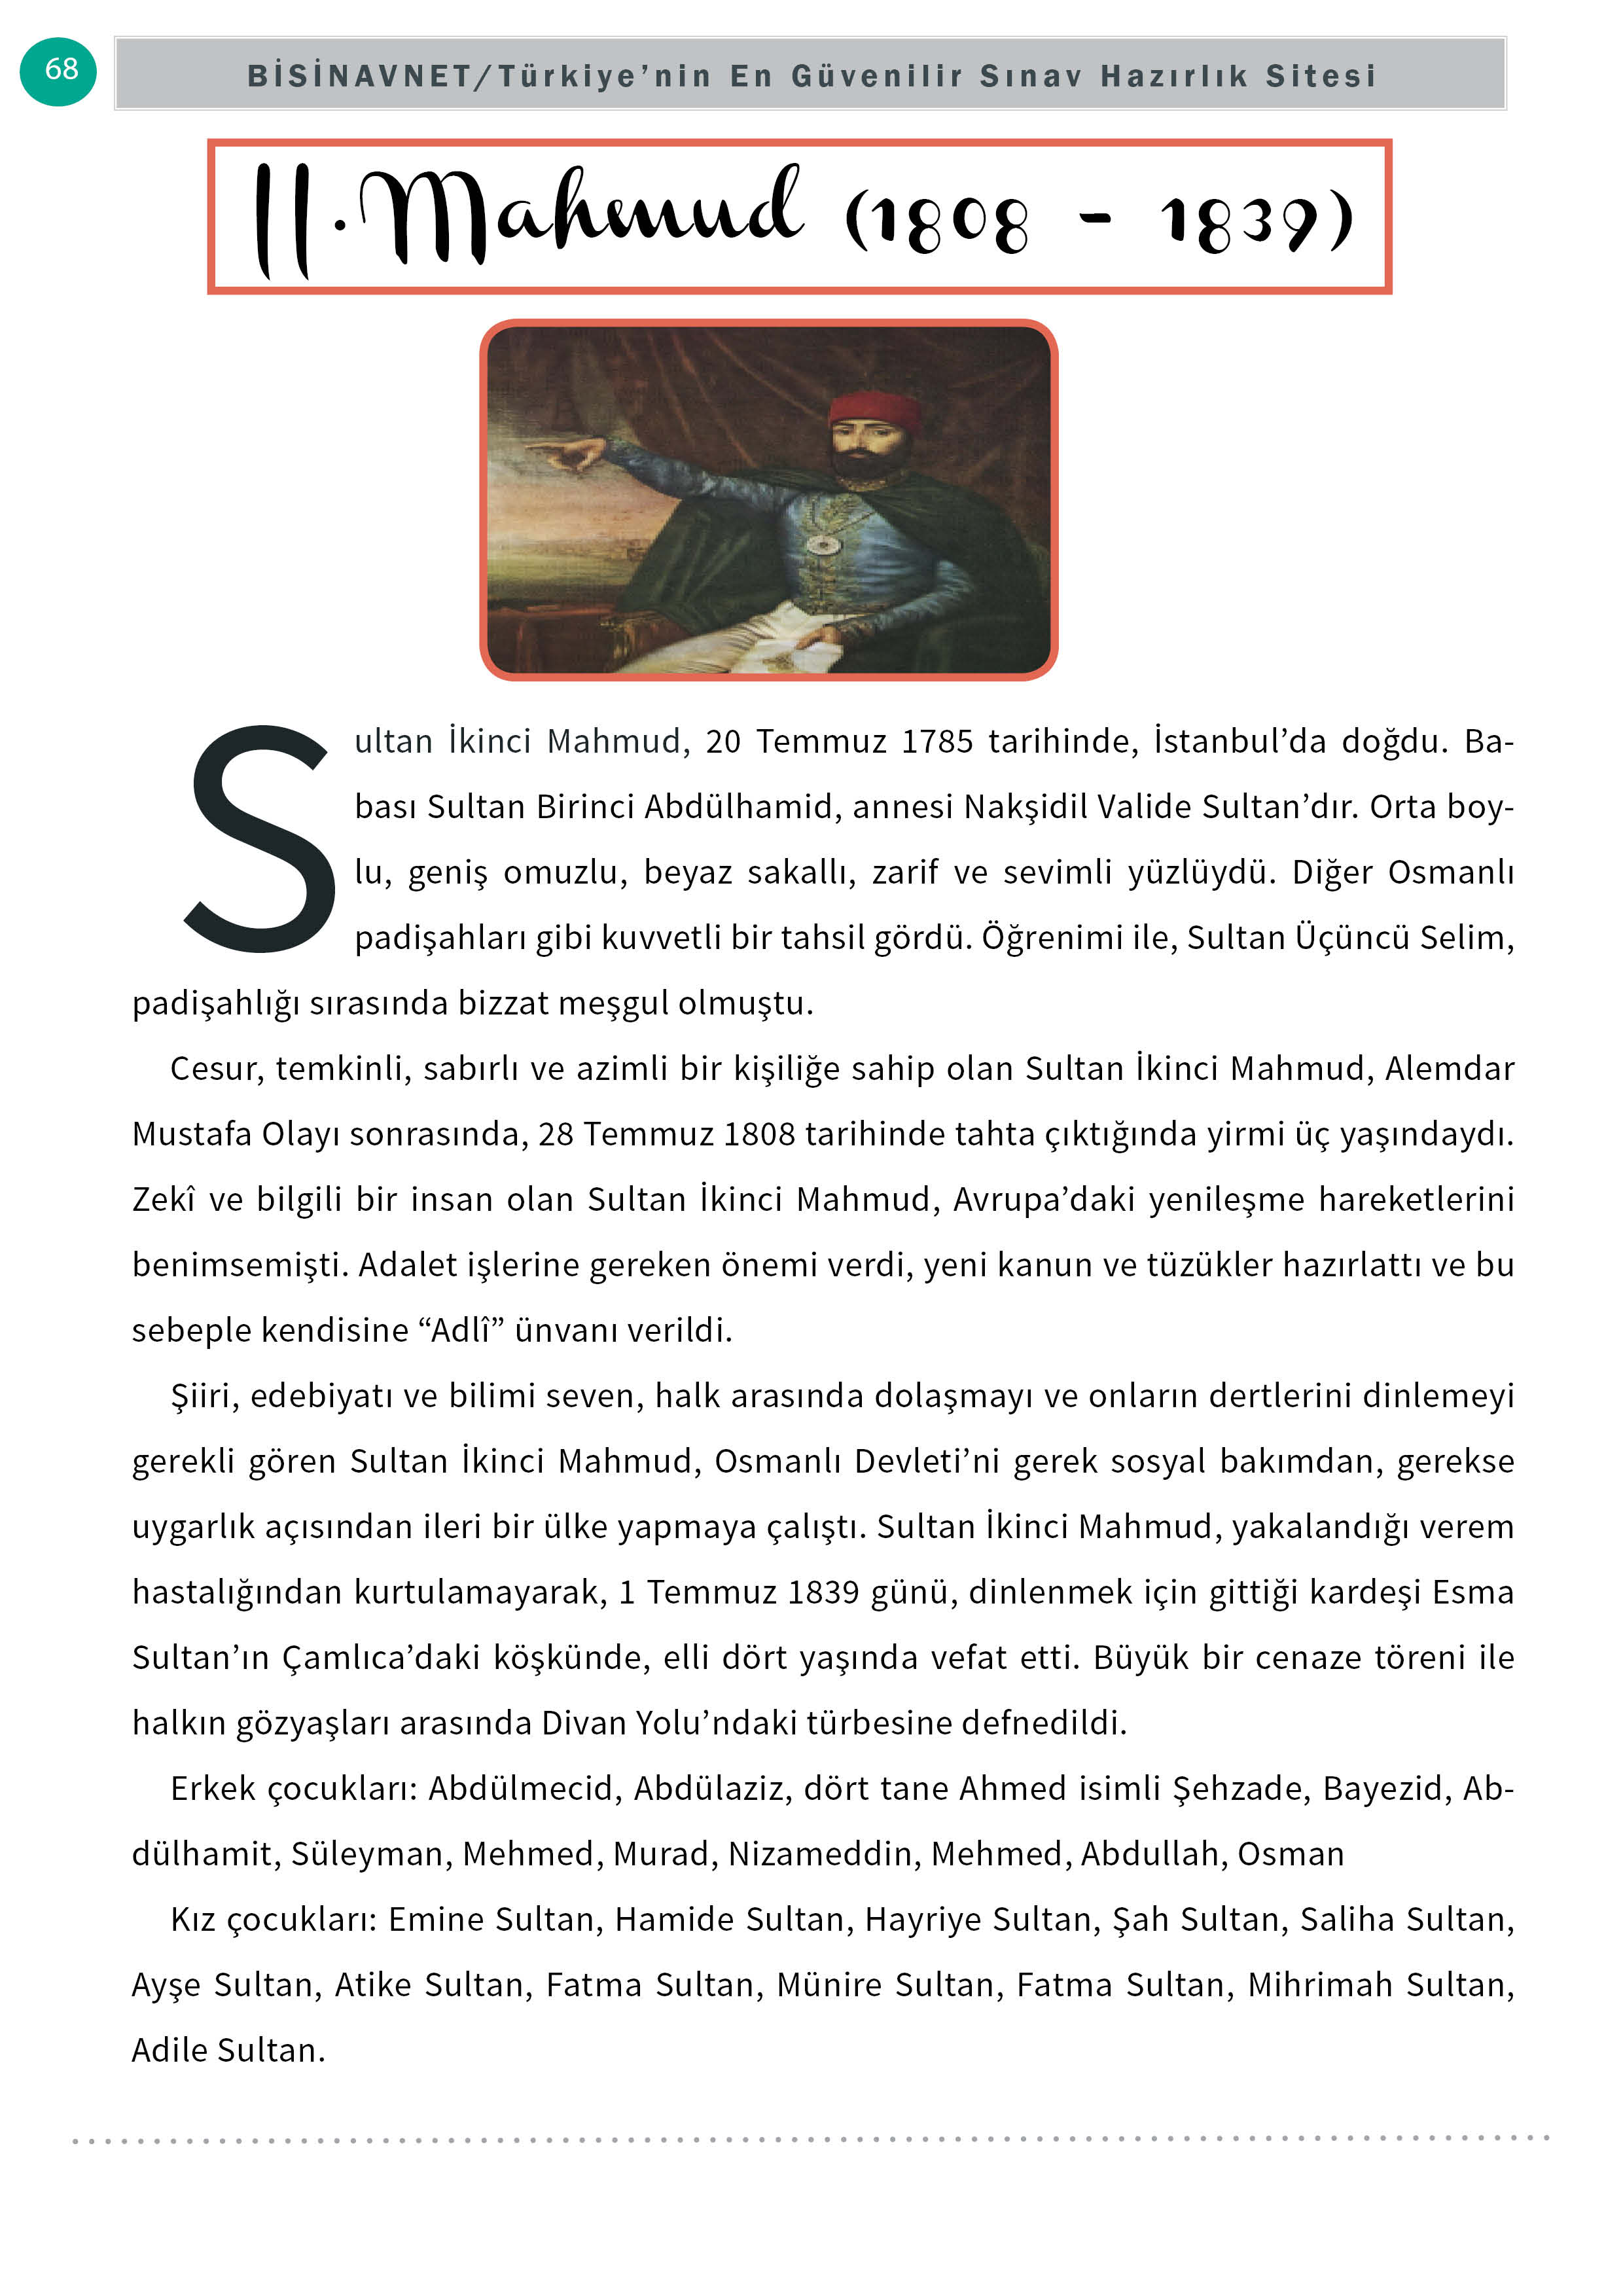 68
BİSİNAVNET/Türkiye’nin En Güvenilir Sınav Hazırlık Sitesi
II.Mahmud (1808 - 1839)
Sultan İkinci Mahmud, 20 Temmuz 1785 tarihinde, İstanbul’da doğdu. Ba-
bası Sultan Birinci Abdülhamid, annesi Nakşidil Valide Sultan’dır. Orta boy-
lu, geniş omuzlu, beyaz sakallı, zarif ve sevimli yüzlüydü. Diğer Osmanlı
padişahları gibi kuvvetli bir tahsil gördü. Öğrenimi ile, Sultan Üçüncü Selim,
padişahlığı sırasında bizzat meşgul olmuştu.
Cesur, temkinli, sabırlı ve azimli bir kişiliğe sahip olan Sultan İkinci Mahmud, Alemdar
Mustafa Olayı sonrasında, 28 Temmuz 1808 tarihinde tahta çıktığında yirmi üç yaşındaydı.
Zekî ve bilgili bir insan olan Sultan İkinci Mahmud, Avrupa’daki yenileşme hareketlerini
benimsemişti. Adalet işlerine gereken önemi verdi, yeni kanun ve tüzükler hazırlattı ve bu
sebeple kendisine “Adlî” ünvanı verildi.
Şiiri, edebiyatı ve bilimi seven, halk arasında dolaşmayı ve onların dertlerini dinlemeyi
gerekli gören Sultan İkinci Mahmud, Osmanlı Devleti’ni gerek sosyal bakımdan, gerekse
uygarlık açısından ileri bir ülke yapmaya çalıştı. Sultan İkinci Mahmud, yakalandığı verem
hastalığından kurtulamayarak, 1 Temmuz 1839 günü, dinlenmek için gittiği kardeşi Esma
Sultan’ın Çamlıca’daki köşkünde, elli dört yaşında vefat etti. Büyük bir cenaze töreni ile
halkın gözyaşları arasında Divan Yolu’ndaki türbesine defnedildi.
Erkek çocukları: Abdülmecid, Abdülaziz, dört tane Ahmed isimli Şehzade, Bayezid, Ab-
dülhamit, Süleyman, Mehmed, Murad, Nizameddin, Mehmed, Abdullah, Osman
Kız çocukları: Emine Sultan, Hamide Sultan, Hayriye Sultan, Şah Sultan, Saliha Sultan,
Ayşe Sultan, Atike Sultan, Fatma Sultan, Münire Sultan, Fatma Sultan, Mihrimah Sultan,
Adile Sultan.